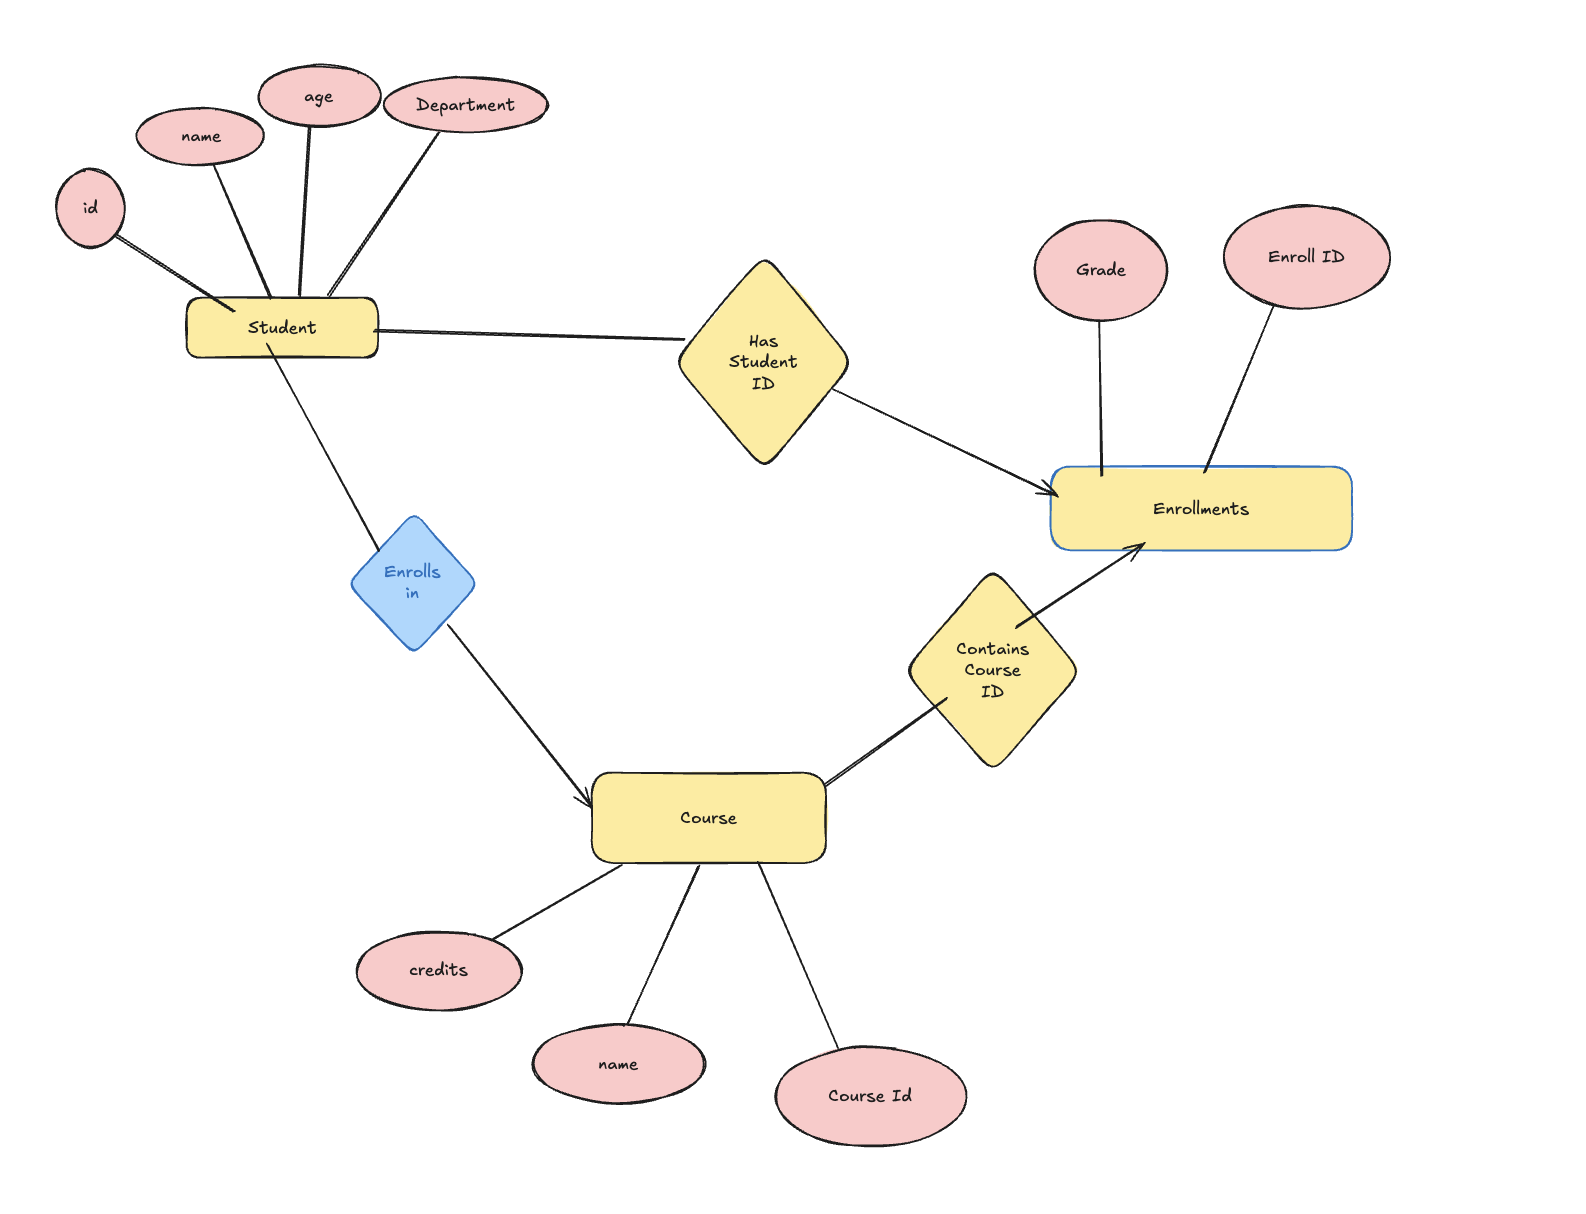 age
Department
name
id
Grade
Enroll ID
Student
Has
Student
ID
Enrollments
Enrolls
in
Contains
Course
ID
Course
credits
name
Course Id